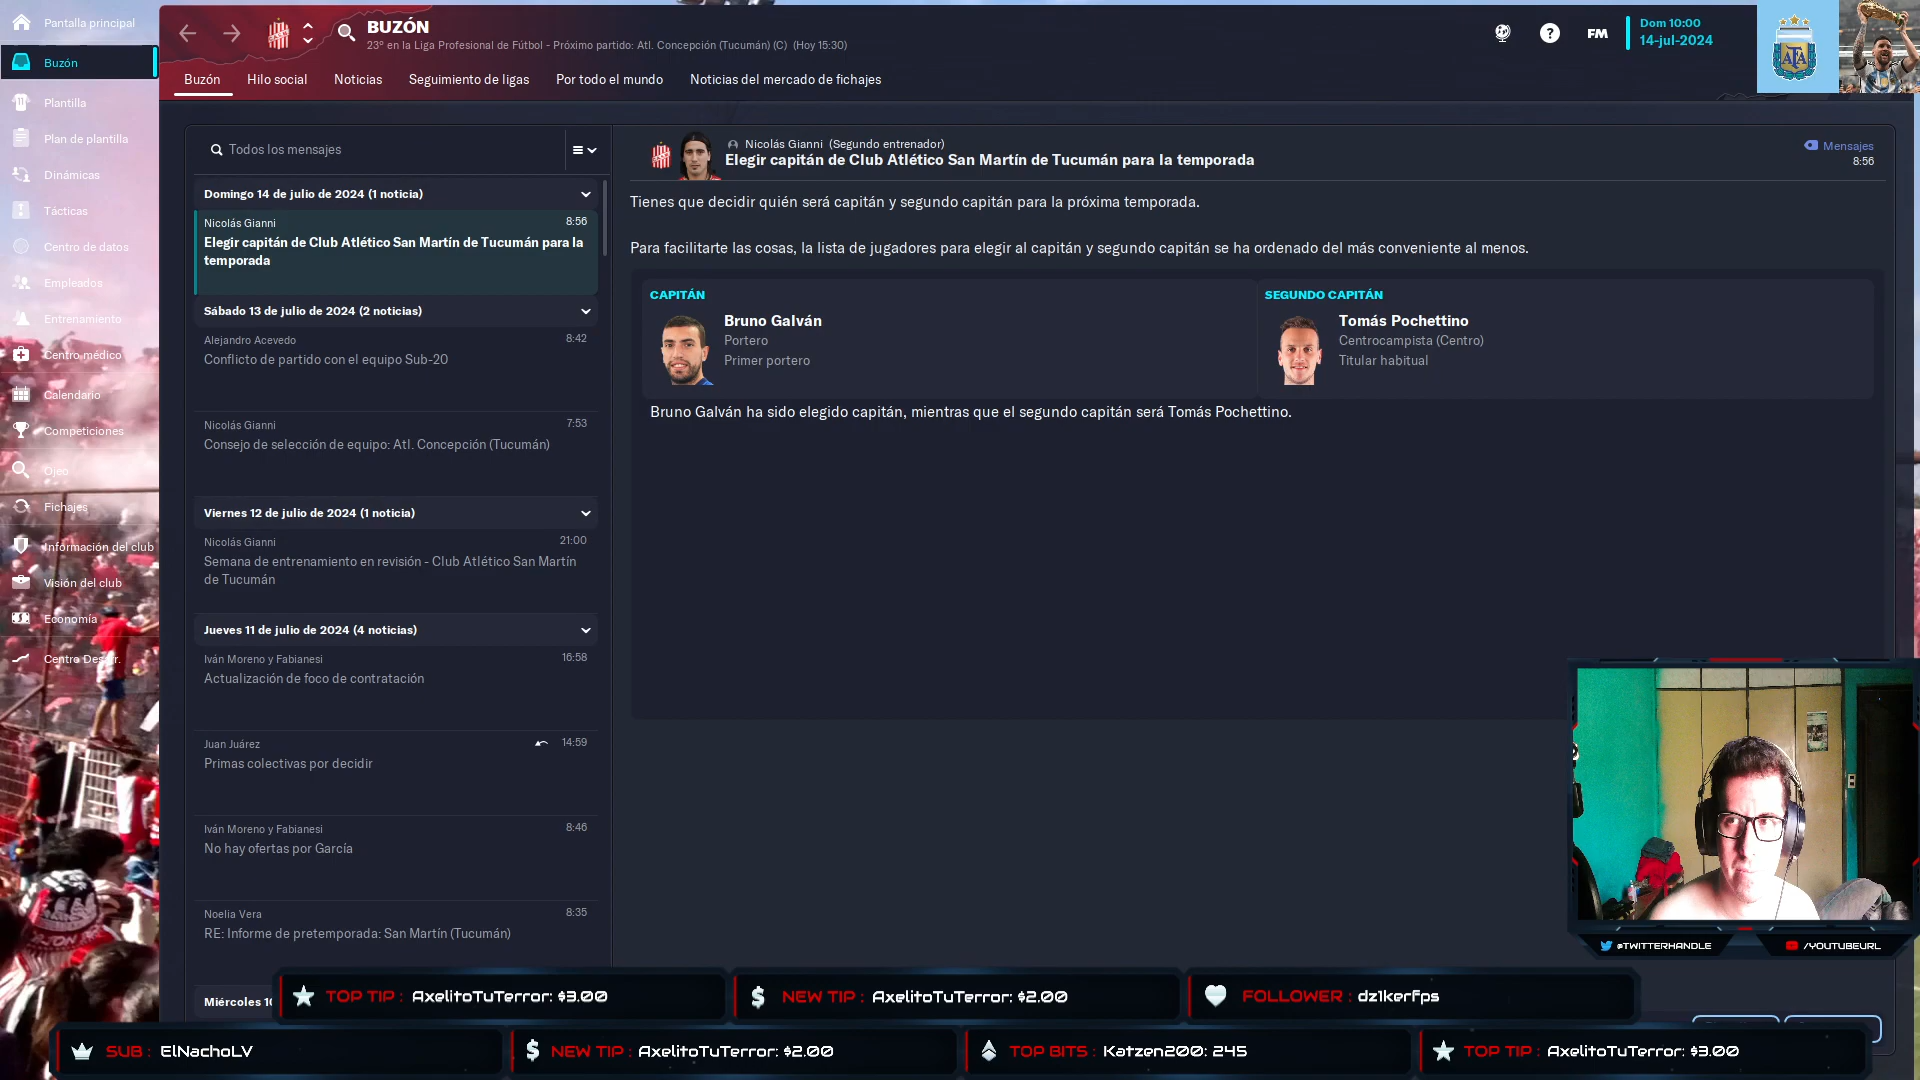 Pantalla principal
Buzón
Plantilla
Plan de plantilla
Dinámicas
Tácticas
Centro de datos
Empleados
Entrenamiento
Centro médico
Calendario
Competiciones
Ojeo
Fichajes
Información del club
Visión del club
Economía
Centro Desarr.
BUZÓN
23º en la Liga Profesional de Fútbol - Próximo partido: Atl. Concepción (Tucumán) (C) (Hoy 15:30)
Buzón Hilo social Noticias Seguimiento de ligas Por todo el mundo Noticias del mercado de fichajes
? FM
Dom 10:00
14-jul-2024
ATA
Todos los mensajes
Domingo 14 de julio de 2024 (1 noticia)
Nicolás Gianni 8:56
Elegir capitán de Club Atlético San Martín de Tucumán para la
temporada
Sábado 13 de julio de 2024 (2 noticias)
Alejandro Acevedo 8:42
Conflicto de partido con el equipo Sub-20
Nicolás Gianni 7:53
Consejo de selección de equipo: Atl. Concepción (Tucumán)
Viernes 12 de julio de 2024 (1 noticia)
Nicolás Gianni 21:00
Semana de entrenamiento en revisión - Club Atlético San Martín
de Tucumán
Jueves 11 de julio de 2024 (4 noticias)
Iván Moreno y Fabianesi 16:58
Actualización de foco de contratación
Juan Juárez 14:59
Primas colectivas por decidir
Iván Moreno y Fabianesi 8:46
No hay ofertas por García
Noelia Vera 8:35
RE: Informe de pretemporada: San Martín (Tucumán)
Miércoles 10
Nicolás Gianni (Segundo entrenador)
Elegir capitán de Club Atlético San Martín de Tucumán para la temporada
Mensajes
8:56
Tienes que decidir quién será capitán y segundo capitán para la próxima temporada.
Para facilitarte las cosas, la lista de jugadores para elegir al capitán y segundo capitán se ha ordenado del más conveniente al menos.
CAPITÁN
Bruno Galván
Portero
Primer portero
SEGUNDO CAPITÁN
Tomás Pochettino
Centrocampista (Centro)
Titular habitual
Bruno Galván ha sido elegido capitán, mientras que el segundo capitán será Tomás Pochettino.
@TWITTERHANDLE /YOUTUBEURL
TOP TIP : AxelitoTuTerror: $3.00
NEW TIP : AxelitoTuTerror: $2.00
FOLLOWER : dz1kerfps
SUB : ElNachoLV
NEW TIP : AxelitoTuTerror: $2.00
TOP BITS : Katzen200: 245
TOP TIP : AxelitoTuTerror: $3.00